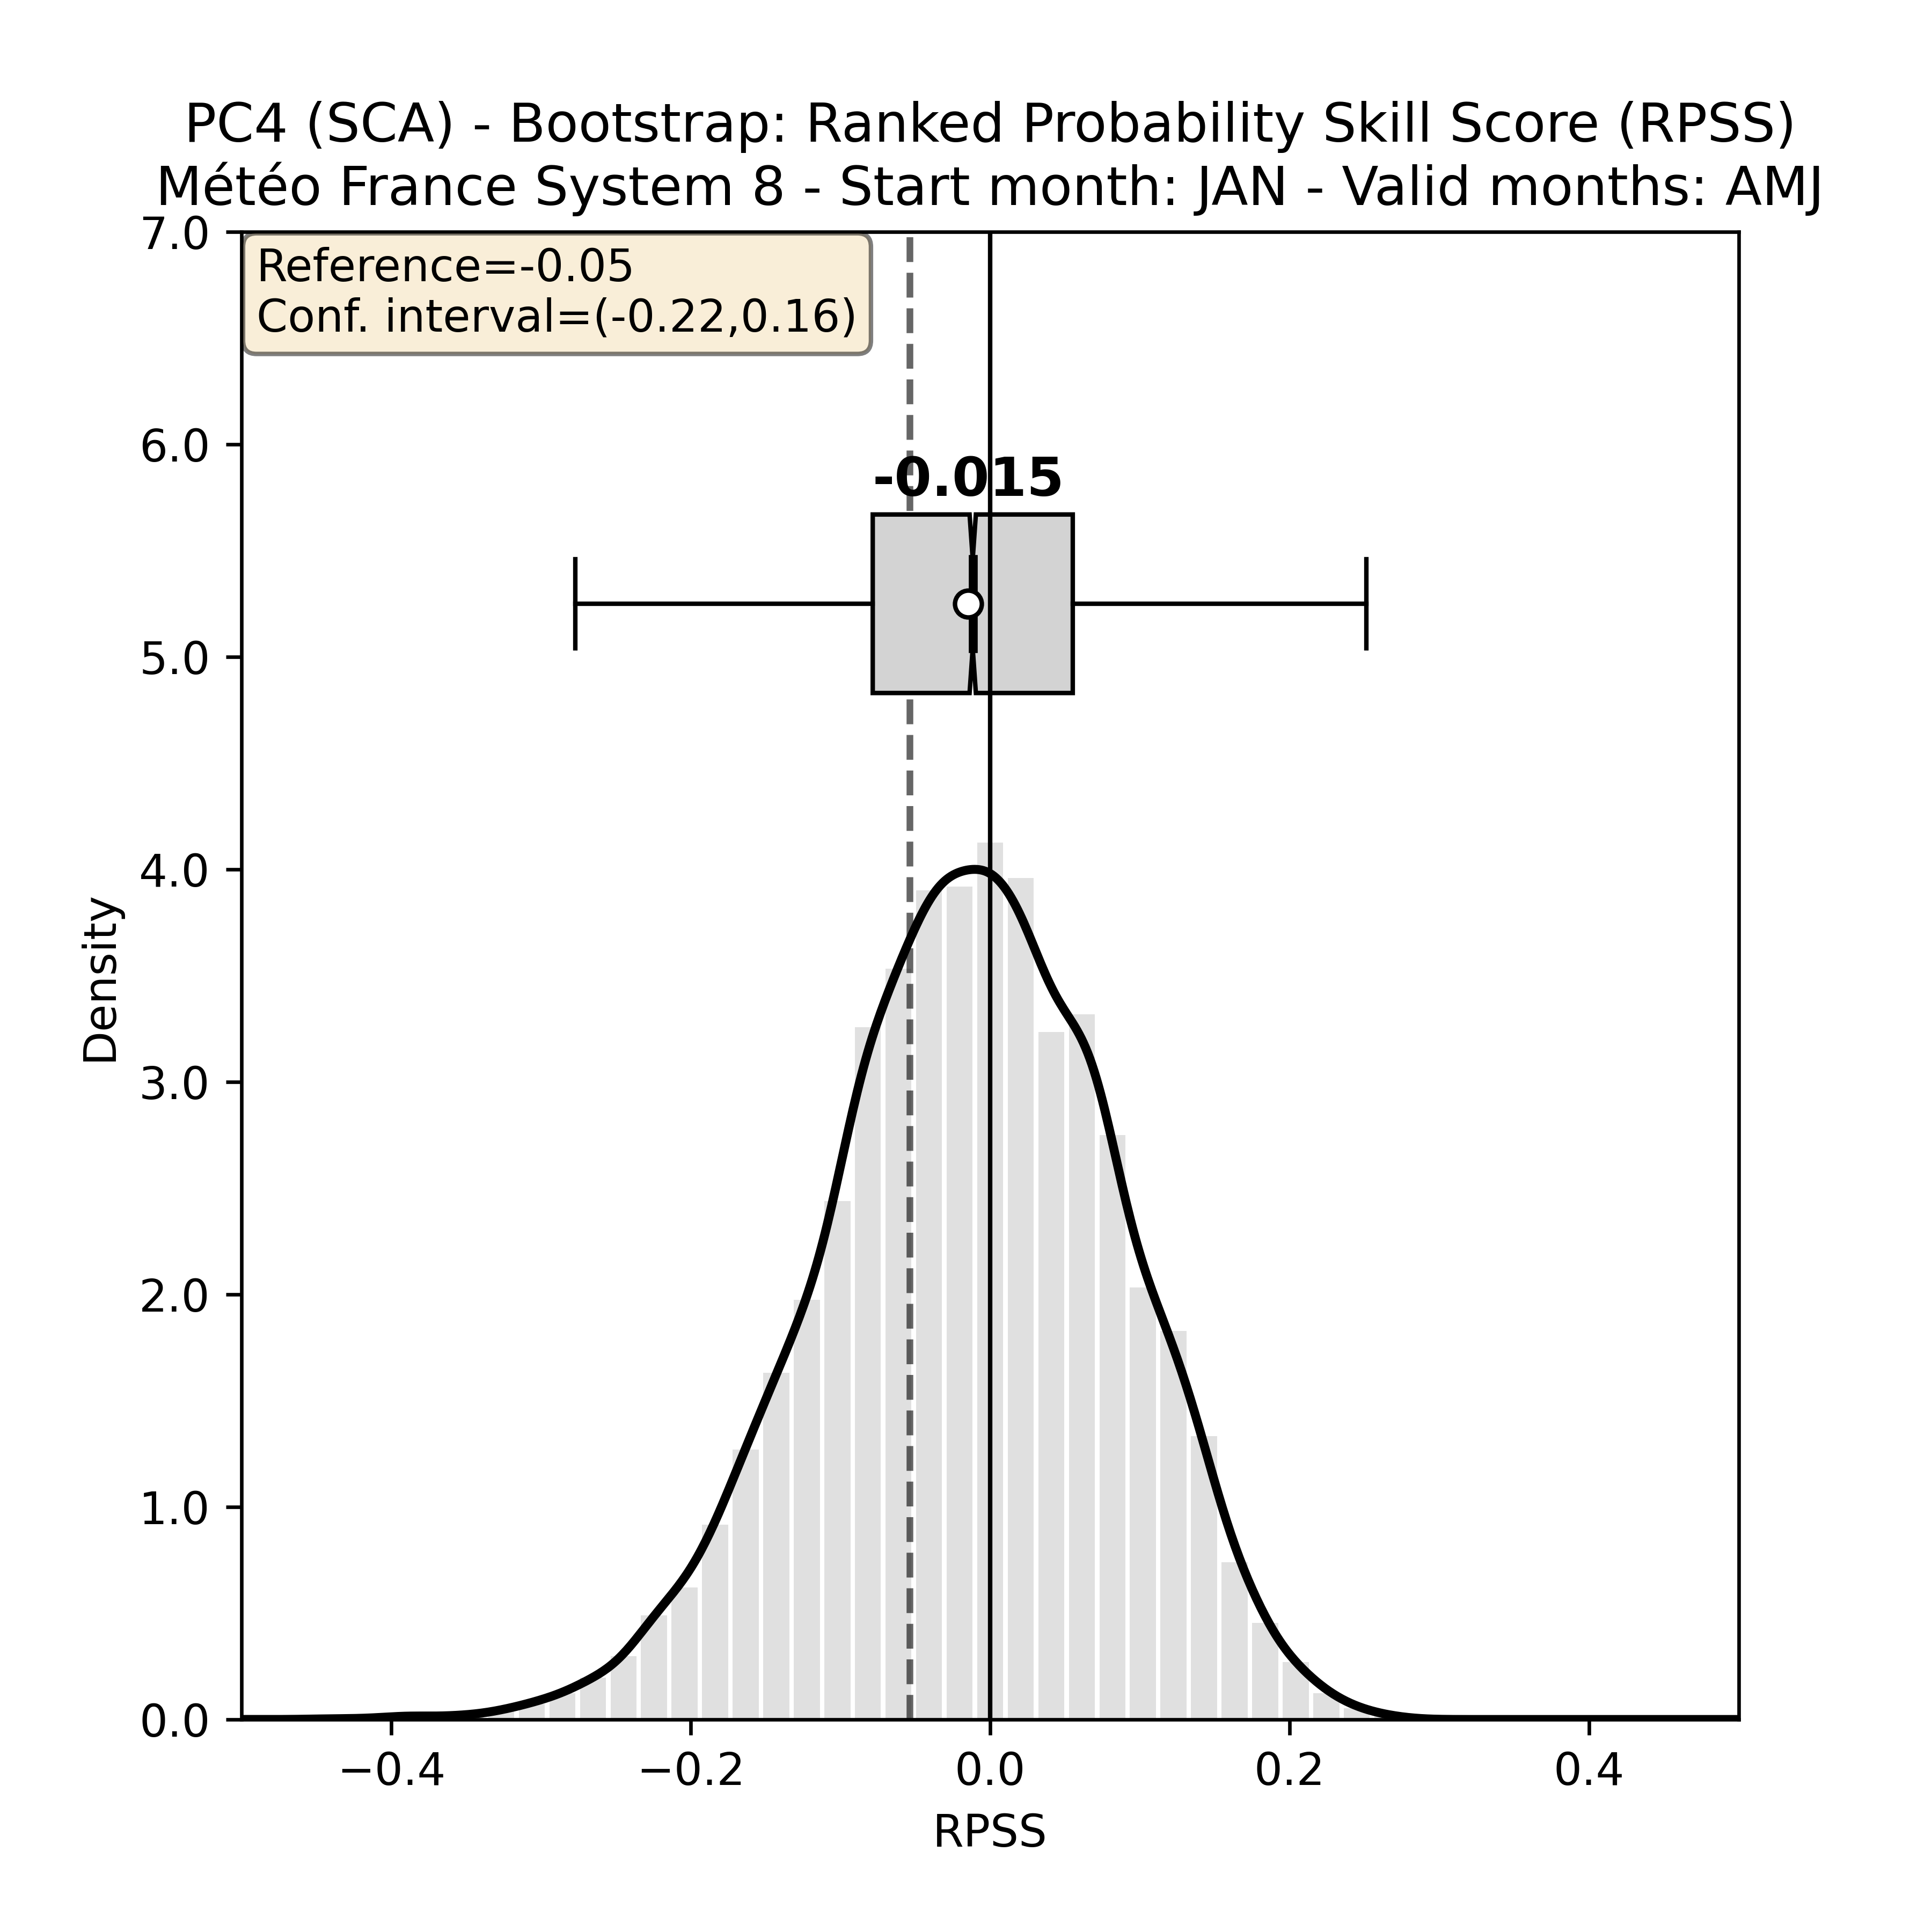 PC4 (SCA) - Bootstrap: Ranked Probability Skill Score (RPSS)
Météo France System 8 - Start month: JAN - Valid months: AMJ
7.0
Reference=-0.05
Conf. interval=(-0.22,0.16)
6.0
-0.015
5.0
4.0
Density
3.0
2.0
1.0
0.0
−0.4 −0.2 0.0 0.2 0.4
RPSS